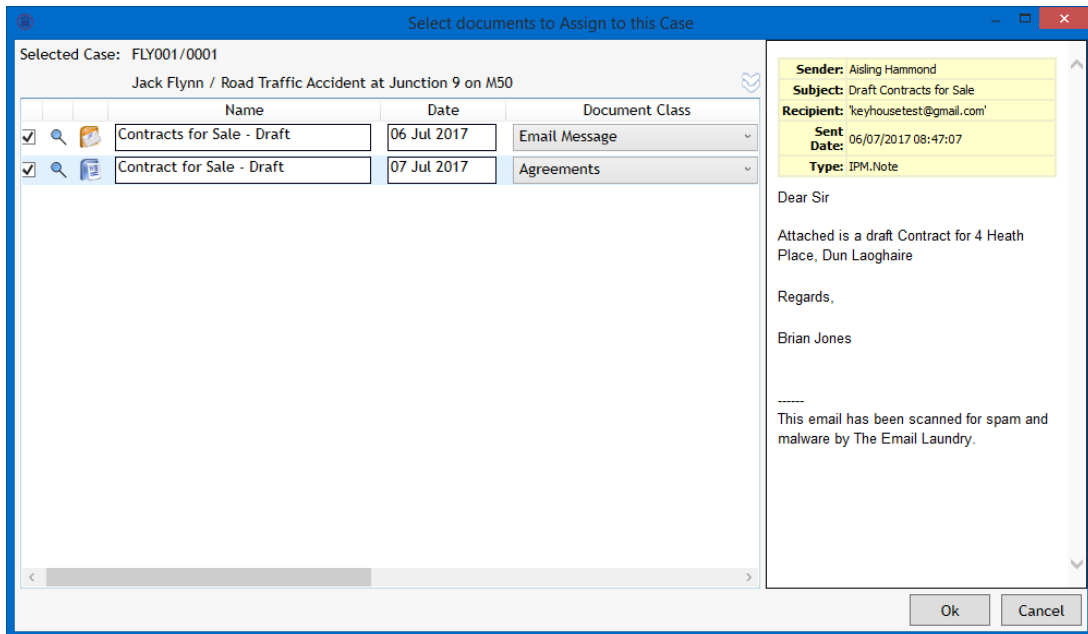 Select documents to Assign to this Case
Selected Case: FLY001/0001
Jack Flynn / Road Traffic Accident at Junction 9 on M50
Name Date Document Class
Contracts for Sale - Draft 06 Jul 2017 Email Message
Contract for Sale - Draft 07 Jul 2017 Agreements
Sender: Aisling Hammond
Subject: Draft Contracts for Sale
Recipient: 'keyhousetest@gmail.com'
Sent
Date: 06/07/2017 08:47:07
Type: IPM.Note
Dear Sir
Attached is a draft Contract for 4 Heath
Place, Dun Laoghaire
Regards,
Brian Jones
------
This email has been scanned for spam and
malware by The Email Laundry.
Ok Cancel